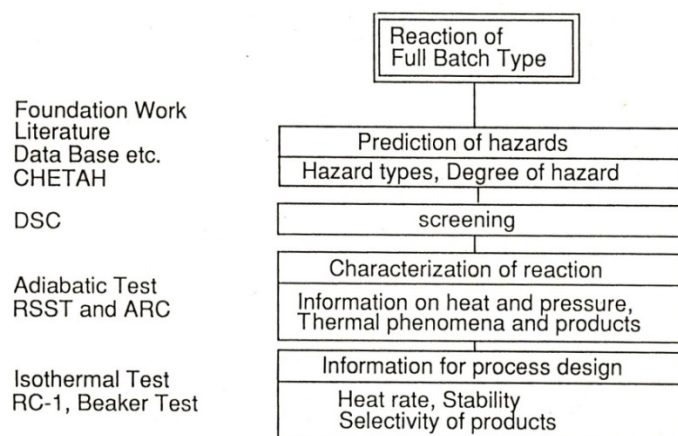 Reaction of
Full Batch Type
Foundation Work
Literature
Data Base etc.
CHETAH
Prediction of hazards
Hazard types, Degree of hazard
DSC
screening
Adiabatic Test
RSST and ARC
Characterization of reaction
Information on heat and pressure,
Thermal phenomena and products
Isothermal Test
RC-1, Beaker Test
Information for process design
Heat rate, Stability
Selectivity of products